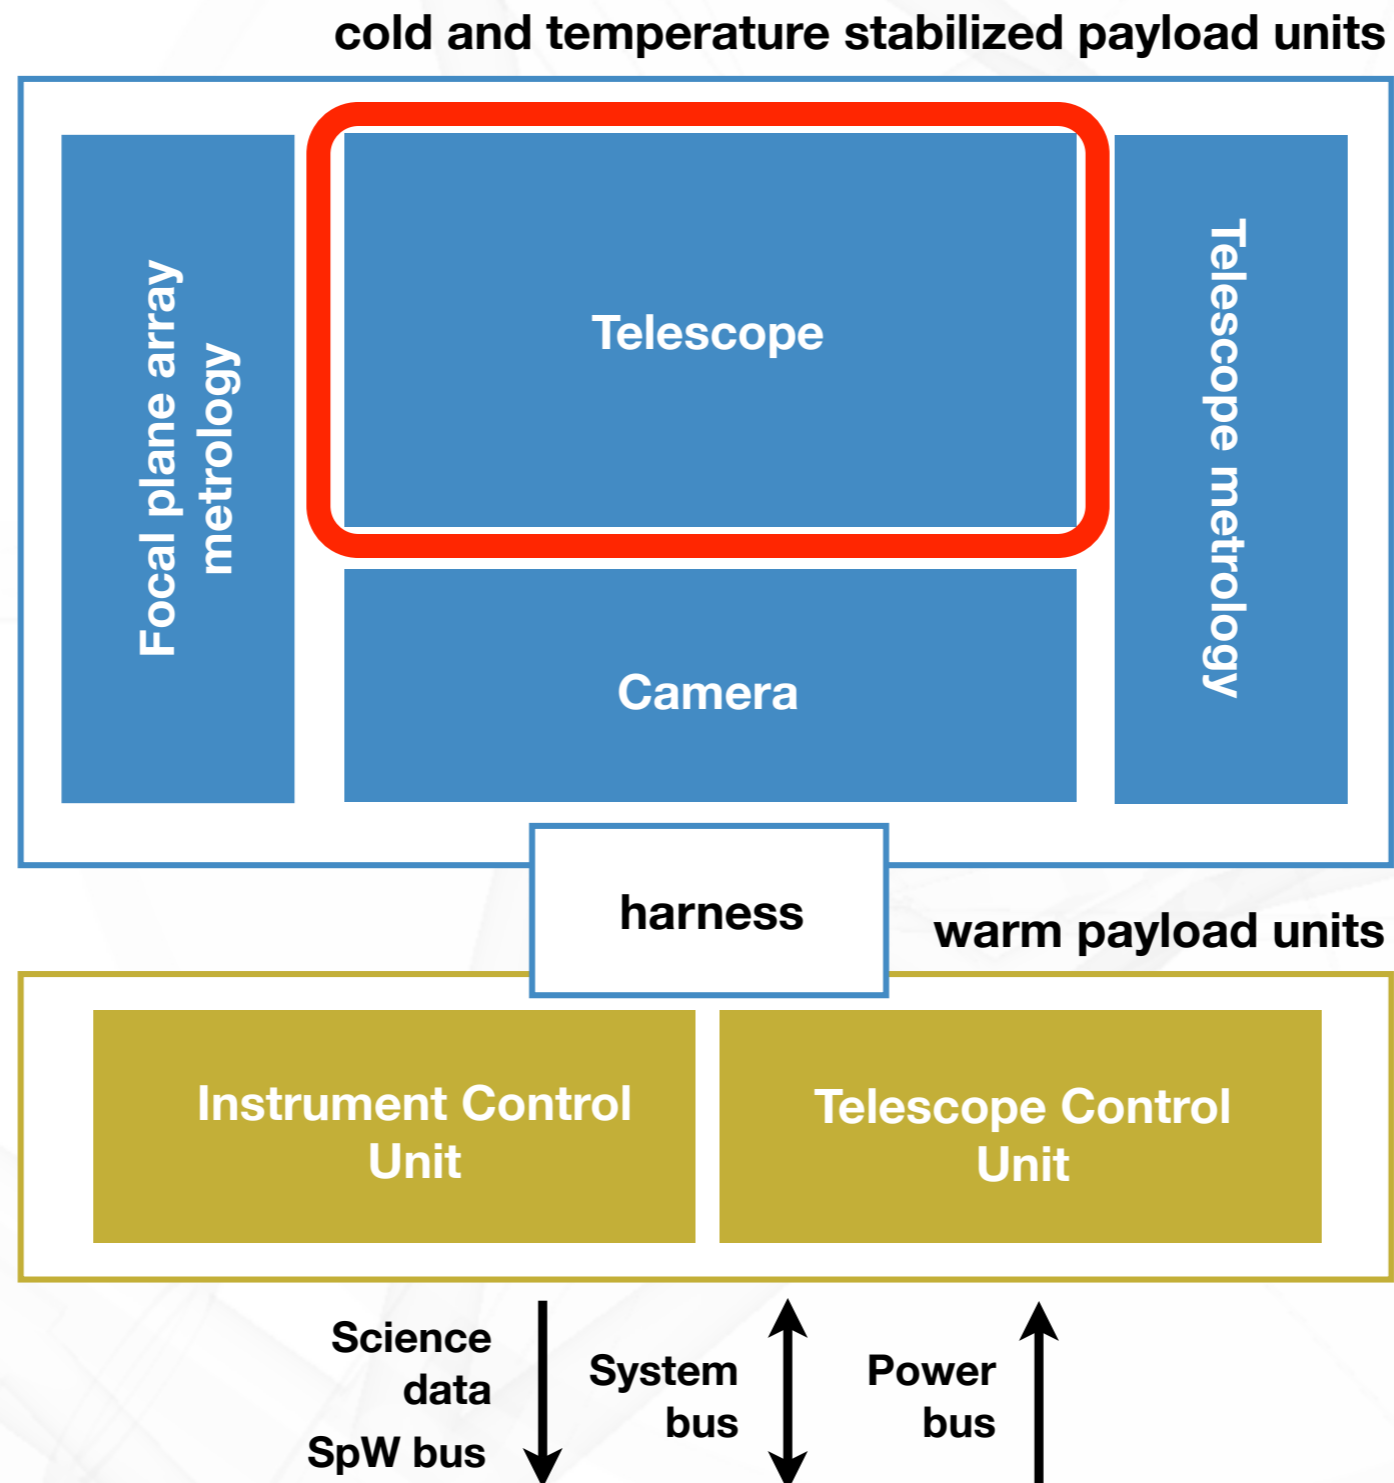 cold and temperature stabilized payload units
Focal plane array
metrology
Telescope
Telescope metrology
Camera
harness
warm payload units
Instrument Control
Unit
Telescope Control
Unit
Science
data
SpW bus
System
bus
Power
bus